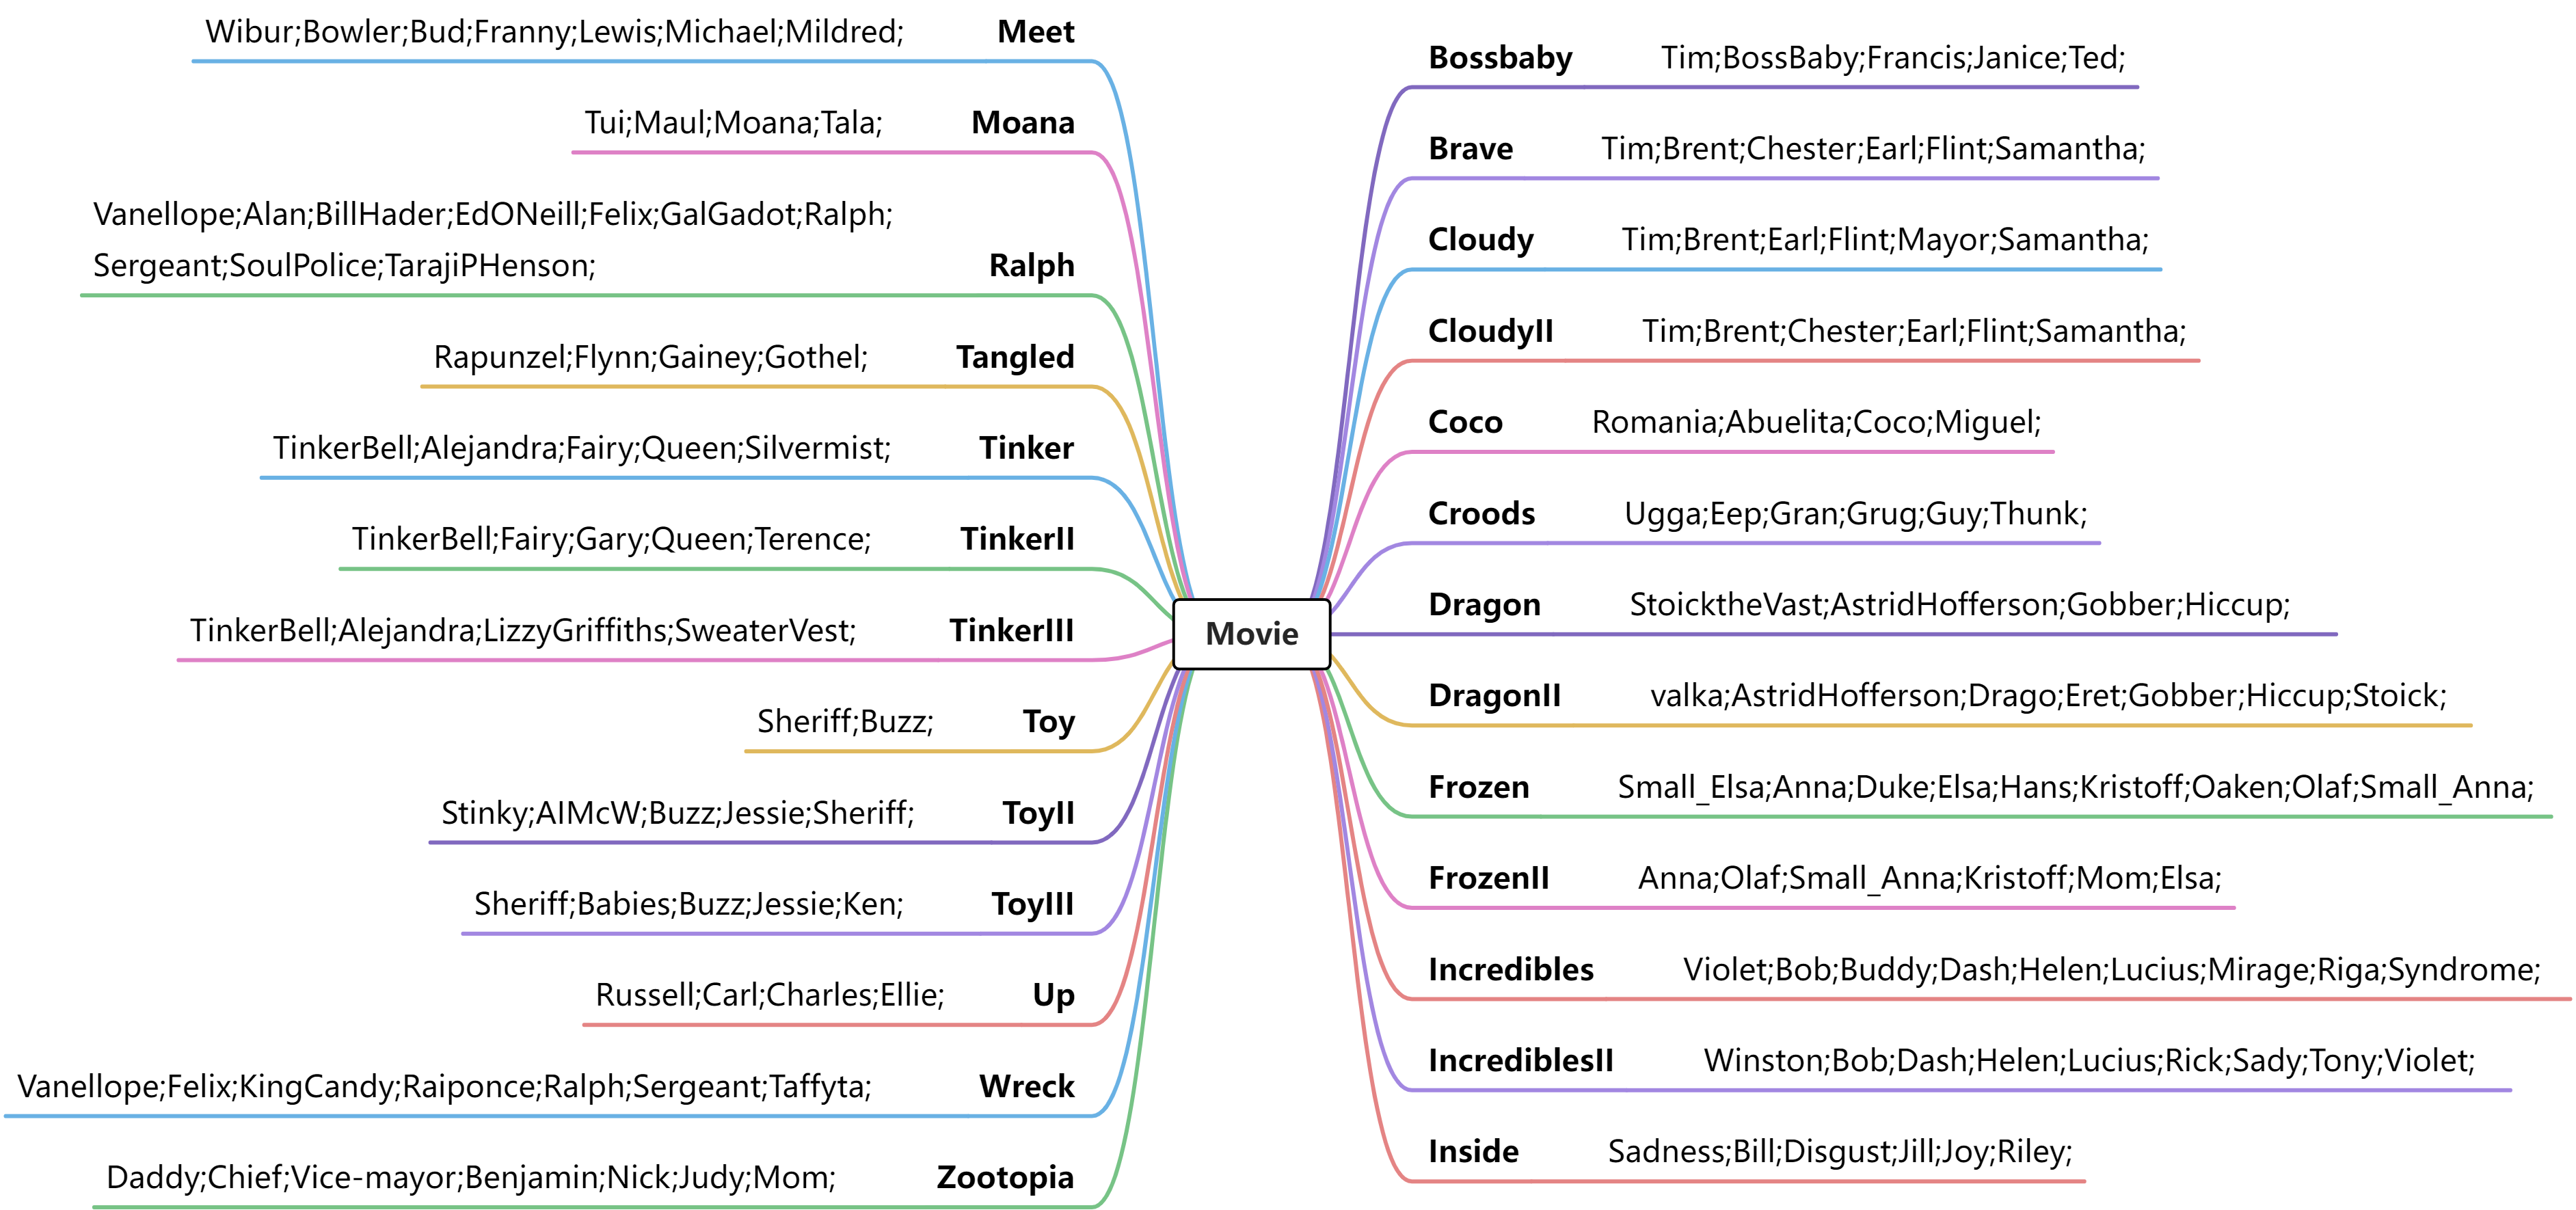 Wibur;Bowler;Bud;Franny;Lewis;Michael;Mildred; Meet
Tui;Maul;Moana;Tala; Moana
Vanellope;Alan;BillHader;EdONeill;Felix;GalGadot;Ralph;
Sergeant;SoulPolice;TarajiPHenson; Ralph
Rapunzel;Flynn;Gainey;Gothel; Tangled
TinkerBell;Alejandra;Fairy;Queen;Silvermist; Tinker
TinkerBell;Fairy;Gary;Queen;Terence; TinkerII
TinkerBell;Alejandra;LizzyGriffiths;SweaterVest; TinkerIII
Sheriff;Buzz; Toy
Stinky;AIMcW;Buzz;Jessie;Sheriff; ToyII
Sheriff;Babies;Buzz;Jessie;Ken; ToyIII
Russell;Carl;Charles;Ellie; Up
Vanellope;Felix;KingCandy;Raiponce;Ralph;Sergeant;Taffyta; Wreck
Daddy;Chief;Vice-mayor;Benjamin;Nick;Judy;Mom; Zootopia
Movie
Bossbaby Tim;BossBaby;Francis;Janice;Ted;
Brave Tim;Brent;Chester;Earl;Flint;Samantha;
Cloudy Tim;Brent;Earl;Flint;Mayor;Samantha;
CloudyII Tim;Brent;Chester;Earl;Flint;Samantha;
Coco Romania;Abuelita;Coco;Miguel;
Croods Ugga;Eep;Gran;Grug;Guy;Thunk;
Dragon StoicktheVast;AstridHofferson;Gobber;Hiccup;
DragonII valka;AstridHofferson;Drago;Eret;Gobber;Hiccup;Stoick;
Frozen Small_Elsa;Anna;Duke;Elsa;Hans;Kristoff;Oaken;Olaf;Small_Anna;
FrozenII Anna;Olaf;Small_Anna;Kristoff;Mom;Elsa;
Incredibles Violet;Bob;Buddy;Dash;Helen;Lucius;Mirage;Riga;Syndrome;
IncrediblesII Winston;Bob;Dash;Helen;Lucius;Rick;Sady;Tony;Violet;
Inside Sadness;Bill;Disgust;Jill;Joy;Riley;